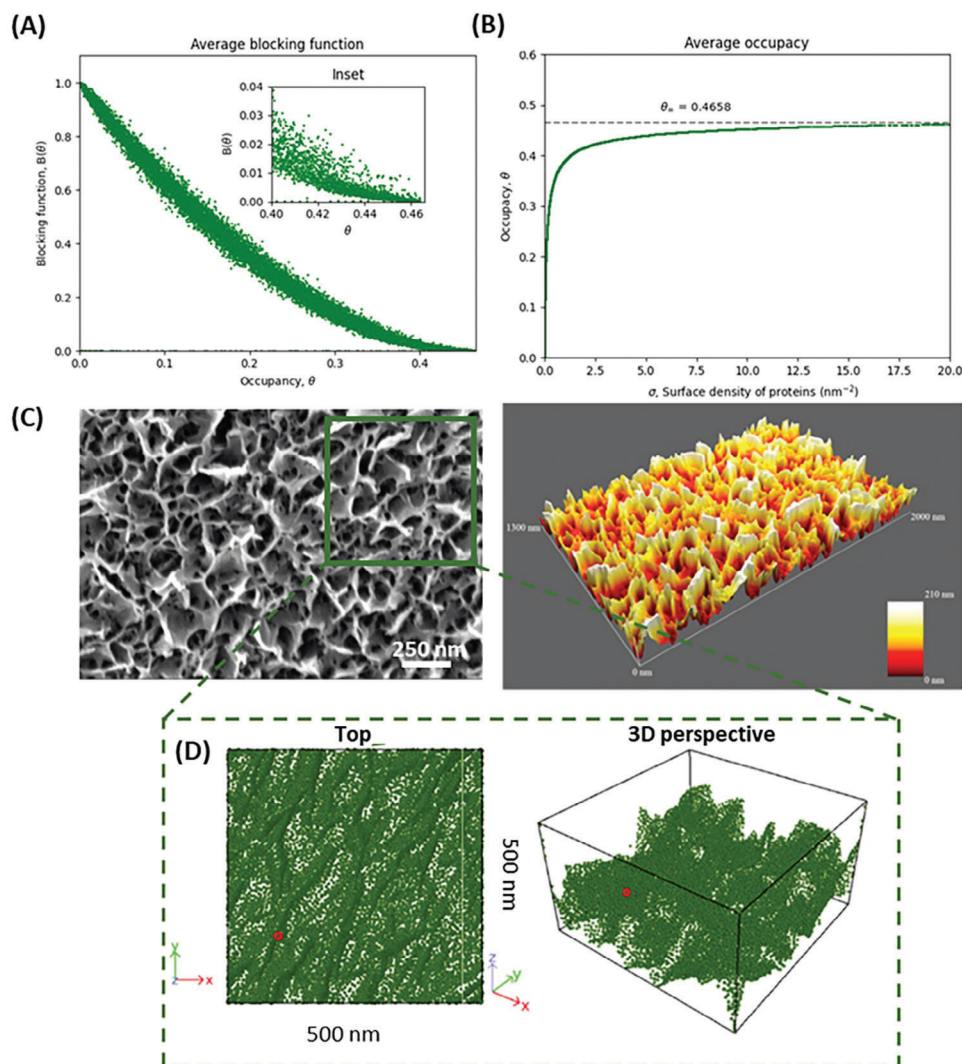 (A)
Average blocking function
Blocking function, B(θ)
1.0
0.8
0.6
0.4
0.2
0.0
0.0
0.1
0.2
0.3
0.4
Occupancy, θ
Inset
B(θ)
0.04
0.03
0.02
0.01
0.00
0.40
0.42
0.44
0.46
θ
(B)
Average occupancy
Occupancy, θ
0.6
0.5
0.4
0.3
0.2
0.1
0.0
θ∞ = 0.4658
0.0
2.5
5.0
7.5
10.0
12.5
15.0
17.5
20.0
σ, Surface density of proteins (nm⁻²)
(C)
250 nm
1300 nm
2000 nm
0 nm
210 nm
0 nm
(D)
Top
3D perspective
500 nm
500 nm
y
z
x
z
y
x